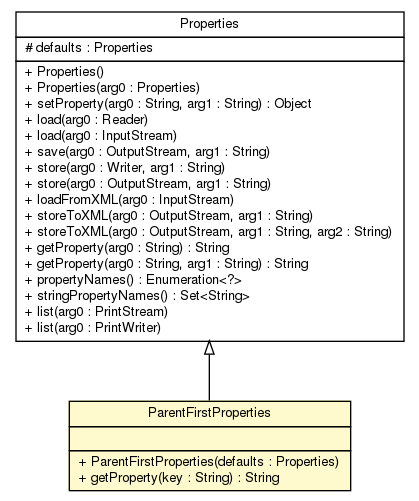 Properties
# defaults : Properties
+ Properties()
+ Properties(arg0 : Properties)
+ setProperty(arg0 : String, arg1 : String) : Object
+ load(arg0 : Reader)
+ load(arg0 : InputStream)
+ save(arg0 : OutputStream, arg1 : String)
+ store(arg0 : Writer, arg1 : String)
+ store(arg0 : OutputStream, arg1 : String)
+ loadFromXML(arg0 : InputStream)
+ storeToXML(arg0 : OutputStream, arg1 : String)
+ storeToXML(arg0 : OutputStream, arg1 : String, arg2 : String)
+ getProperty(arg0 : String) : String
+ getProperty(arg0 : String, arg1 : String) : String
+ propertyNames() : Enumeration<?>
+ stringPropertyNames() : Set<String>
+ list(arg0 : PrintStream)
+ list(arg0 : PrintWriter)
ParentFirstProperties
+ ParentFirstProperties(defaults : Properties)
+ getProperty(key : String) : String